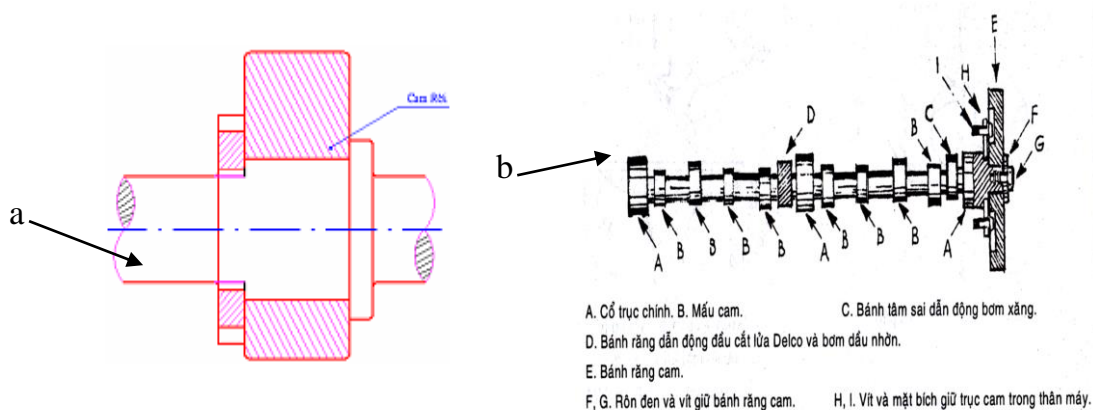 a
Cam Rời
b
E
I
H
D
C
B
F
G
A
B
B
B
B
A
B
B
B
A
A. Cổ trục chính. B. Mấu cam. C. Bánh tâm sai dẫn động bơm xăng.
D. Bánh răng dẫn động đầu cắt lửa Delco và bơm dầu nhờn.
E. Bánh răng cam.
F, G. Rôn đen và vít giữ bánh răng cam. H, I. Vít và mặt bích giữ trục cam trong thân máy.